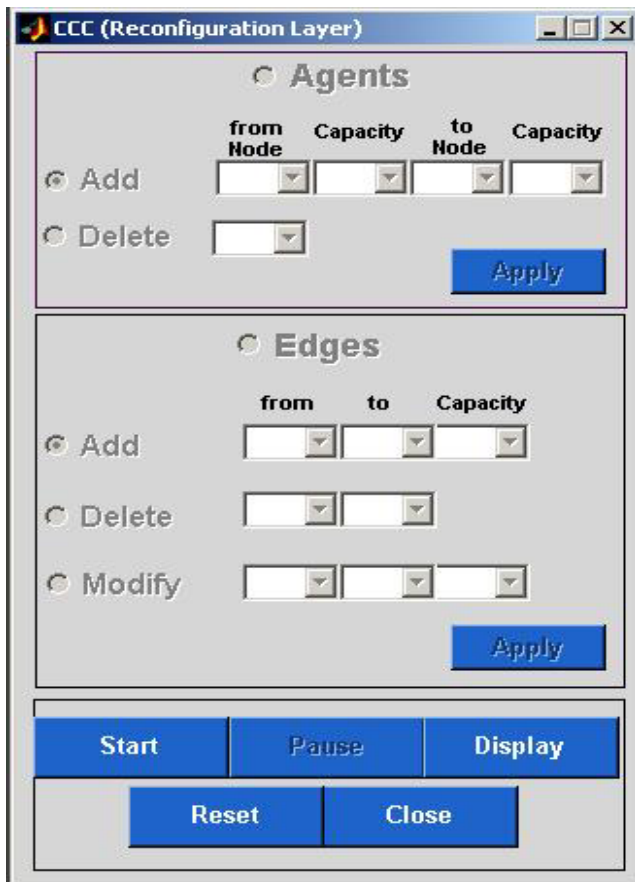 CCC (Reconfiguration Layer)
Agents
from Node Capacity to Node Capacity
Add
Delete
Apply
Edges
from to Capacity
Add
Delete
Modify
Apply
Start Pause Display
Reset Close